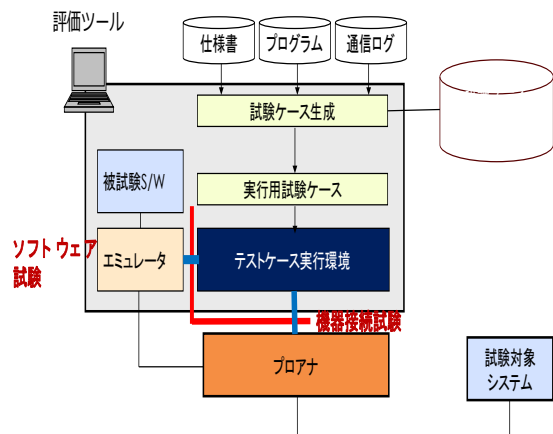 評価ツール
仕様書
プログラム
通信ログ
試験ケース生成
被試験S/W
実行用試験ケース
ソフトウェア
試験
エミュレータ
テストケース実行環境
機器接続試験
プロアナ
試験対象
システム